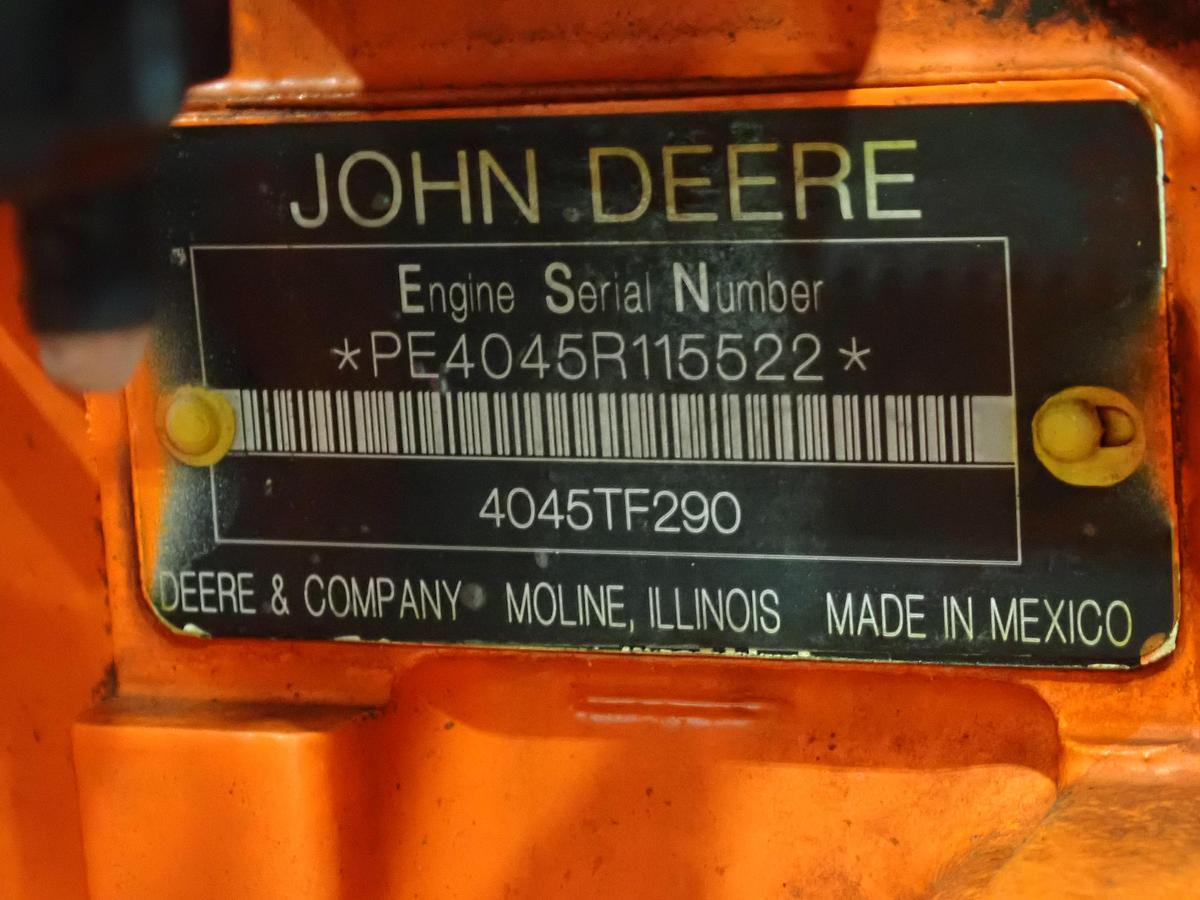 JOHN DEERE
Engine Serial Number
*PE4045R115522*
4045TF290
DEERE & COMPANY MOLINE, ILLINOIS MADE IN MEXICO